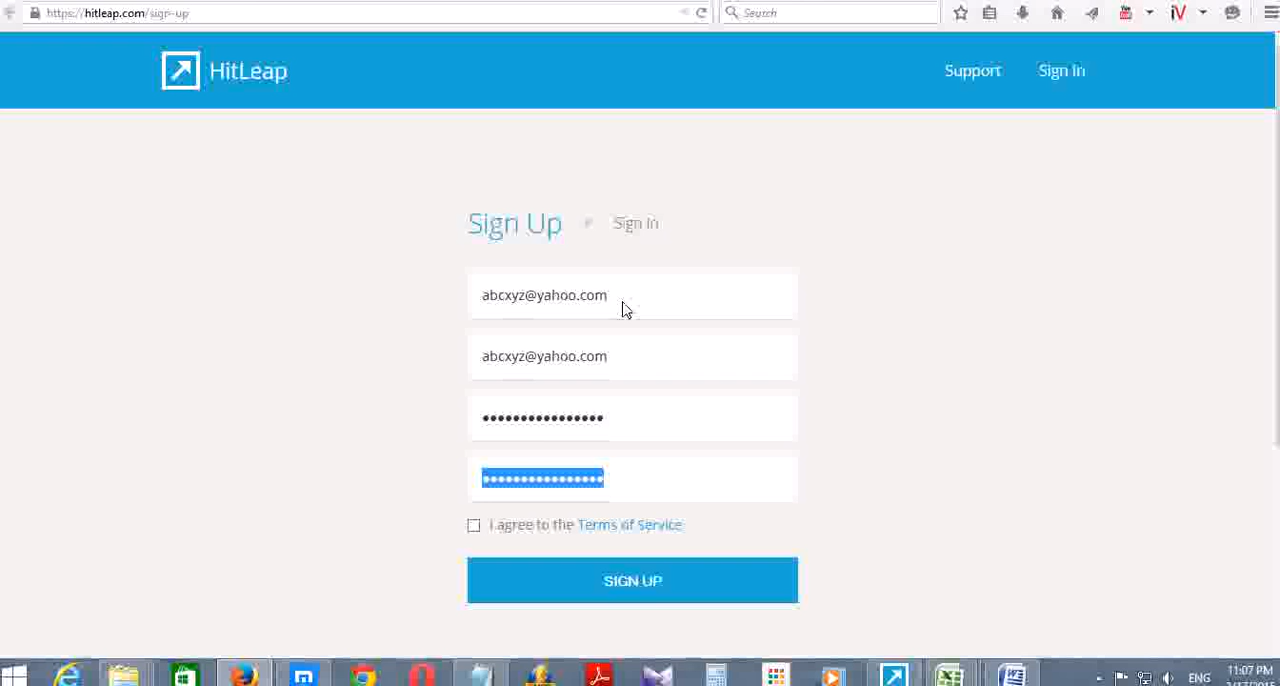 https://hitleap.com/sign-up
Search
HitLeap
Support
Sign In
Sign Up
Sign In
abcxyz@yahoo.com
abcxyz@yahoo.com
••••••••••••••••
••••••••••••••••
I agree to the Terms of Service
SIGN UP
ENG
11:07 PM